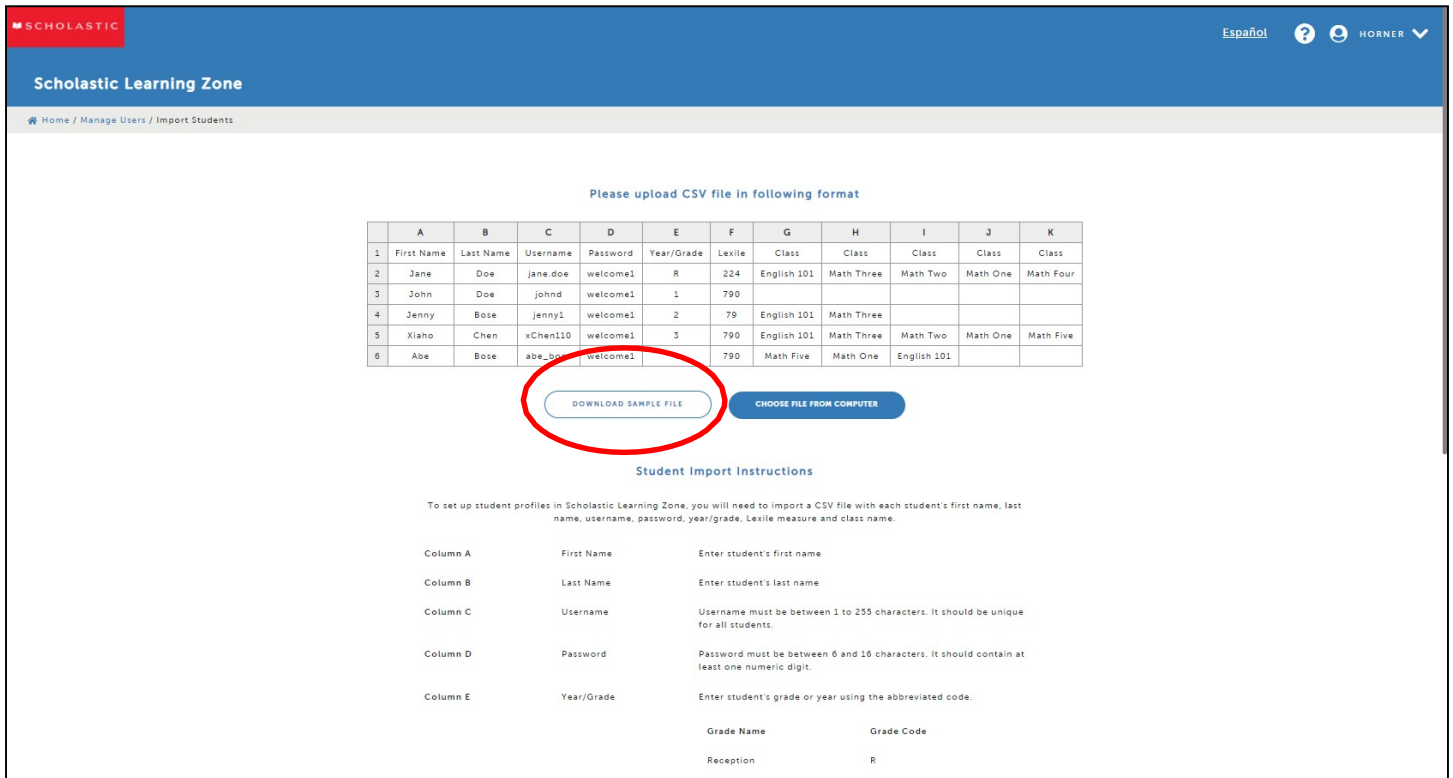 SCHOLASTIC
Español ? HORNER
Scholastic Learning Zone
Home / Manage Users / Import Students
Please upload CSV file in following format
A B C D E F G H I J K
1 First Name Last Name Username Password Year/Grade Lexile Class Class Class Class Class
2 Jane Doe jane.doe welcome1 R 224 English 101 Math Three Math Two Math One Math Four
3 John Doe johnd welcome1 1 790
4 Jenny Bose jenny1 welcome1 2 79 English 101 Math Three
5 Xiaho Chen xChen110 welcome1 3 790 English 101 Math Three Math Two Math One Math Five
6 Abe Bose welcome1 790 Math Five Math One English 101
DOWNLOAD SAMPLE FILE CHOOSE FILE FROM COMPUTER
Student Import Instructions
To set up student profiles in Scholastic Learning Zone, you will need to import a CSV file with each student's first name, last
name, username, password, year/grade, Lexile measure and class name.
Column A First Name Enter student's first name
Column B Last Name Enter student's last name
Column C Username Username must be between 1 to 255 characters. It should be unique
for all students.
Column D Password Password must be between 6 and 16 characters. It should contain at
least one numeric digit.
Column E Year/Grade Enter student's grade or year using the abbreviated code.
Grade Name Grade Code
Reception R